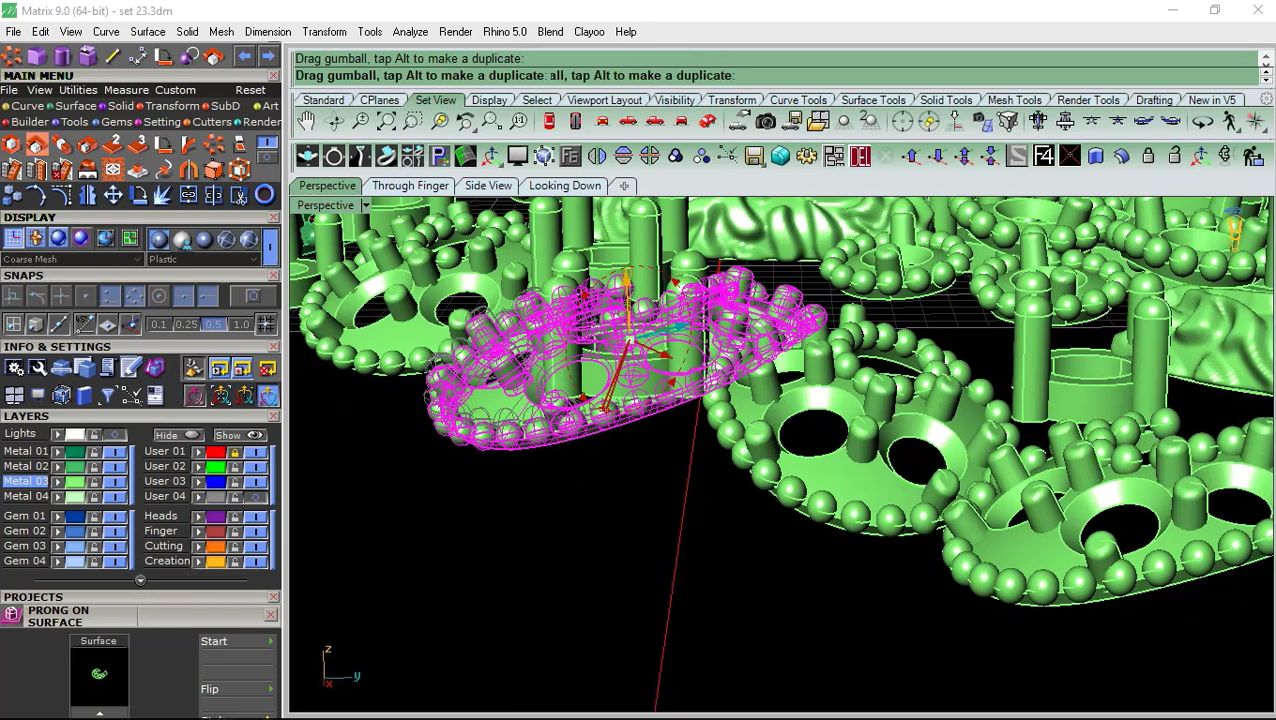 Matrix 9.0 (64-bit) - set 23.3dm
File Edit View Curve Surface Solid Mesh Dimension Transform Tools Analyze Render Rhino 5.0 Blend Clayoo Help
Drag gumball, tap Alt to make a duplicate:
Drag gumball, tap Alt to make a duplicate: all, tap Alt to make a duplicate:
MAIN MENU
File View Utilities Measure Custom Reset
Curve Surface Solid Transform SubD Art
Builder Tools Gems Setting Cutters Render
Standard CPlanes Set View Display Select Viewport Layout Visibility Transform Curve Tools Surface Tools Solid Tools Mesh Tools Render Tools Drafting New in V5
Perspective Through Finger Side View Looking Down
Perspective
DISPLAY
Coarse Mesh Plastic
SNAPS
0.1 0.25 0.5 1.0
INFO & SETTINGS
LAYERS
Lights Hide Show
Metal 01 User 01
Metal 02 User 02
Metal 03 User 03
Metal 04 User 04
Gem 01 Heads
Gem 02 Finger
Gem 03 Cutting
Gem 04 Creation
PROJECTS
PRONG ON
SURFACE
Surface Start
Flip
z
y
x